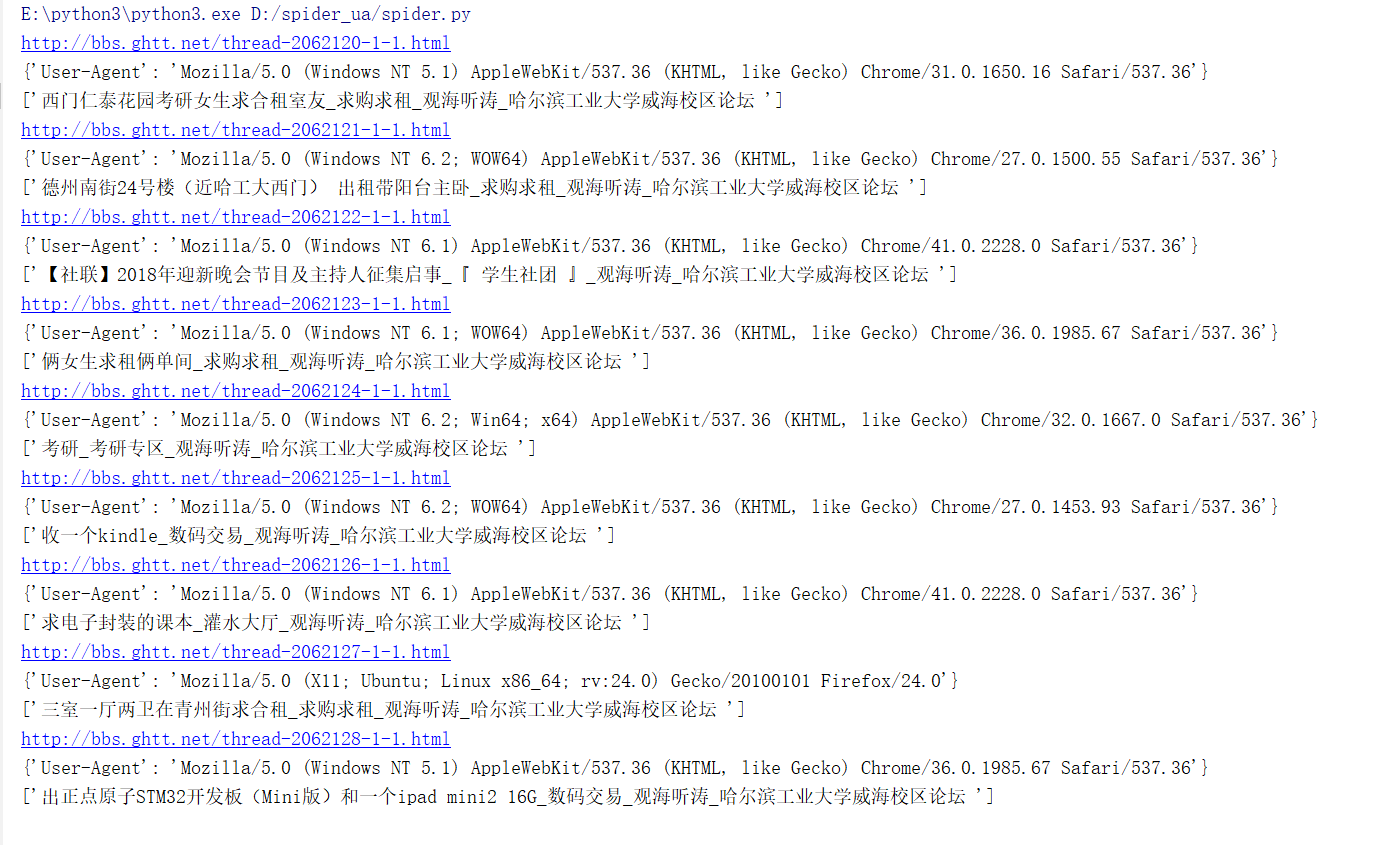 E:\python3\python3.exe D:/spider_ua/spider.py
http://bbs.ghtt.net/thread-2062120-1-1.html
{'User-Agent': 'Mozilla/5.0 (Windows NT 5.1) AppleWebKit/537.36 (KHTML, like Gecko) Chrome/31.0.1650.16 Safari/537.36'}
['西门仁泰花园考研女生求合租室友_求购求租_观海听涛_哈尔滨工业大学威海校区论坛 ']
http://bbs.ghtt.net/thread-2062121-1-1.html
{'User-Agent': 'Mozilla/5.0 (Windows NT 6.2; WOW64) AppleWebKit/537.36 (KHTML, like Gecko) Chrome/27.0.1500.55 Safari/537.36'}
['德州南街24号楼（近哈工大西门） 出租带阳台主卧_求购求租_观海听涛_哈尔滨工业大学威海校区论坛 ']
http://bbs.ghtt.net/thread-2062122-1-1.html
{'User-Agent': 'Mozilla/5.0 (Windows NT 6.1) AppleWebKit/537.36 (KHTML, like Gecko) Chrome/41.0.2228.0 Safari/537.36'}
['【社联】2018年迎新晚会节目及主持人征集启事_『 学生社团 』_观海听涛_哈尔滨工业大学威海校区论坛 ']
http://bbs.ghtt.net/thread-2062123-1-1.html
{'User-Agent': 'Mozilla/5.0 (Windows NT 6.1; WOW64) AppleWebKit/537.36 (KHTML, like Gecko) Chrome/36.0.1985.67 Safari/537.36'}
['俩女生求租俩单间_求购求租_观海听涛_哈尔滨工业大学威海校区论坛 ']
http://bbs.ghtt.net/thread-2062124-1-1.html
{'User-Agent': 'Mozilla/5.0 (Windows NT 6.2; Win64; x64) AppleWebKit/537.36 (KHTML, like Gecko) Chrome/32.0.1667.0 Safari/537.36'}
['考研_考研专区_观海听涛_哈尔滨工业大学威海校区论坛 ']
http://bbs.ghtt.net/thread-2062125-1-1.html
{'User-Agent': 'Mozilla/5.0 (Windows NT 6.2; WOW64) AppleWebKit/537.36 (KHTML, like Gecko) Chrome/27.0.1453.93 Safari/537.36'}
['收一个kindle_数码交易_观海听涛_哈尔滨工业大学威海校区论坛 ']
http://bbs.ghtt.net/thread-2062126-1-1.html
{'User-Agent': 'Mozilla/5.0 (Windows NT 6.1) AppleWebKit/537.36 (KHTML, like Gecko) Chrome/41.0.2228.0 Safari/537.36'}
['求电子封装的课本_灌水大厅_观海听涛_哈尔滨工业大学威海校区论坛 ']
http://bbs.ghtt.net/thread-2062127-1-1.html
{'User-Agent': 'Mozilla/5.0 (X11; Ubuntu; Linux x86_64; rv:24.0) Gecko/20100101 Firefox/24.0'}
['三室一厅两卫在青州街求合租_求购求租_观海听涛_哈尔滨工业大学威海校区论坛 ']
http://bbs.ghtt.net/thread-2062128-1-1.html
{'User-Agent': 'Mozilla/5.0 (Windows NT 5.1) AppleWebKit/537.36 (KHTML, like Gecko) Chrome/36.0.1985.67 Safari/537.36'}
['出正点原子STM32开发板（Mini版）和一个ipad mini2 16G_数码交易_观海听涛_哈尔滨工业大学威海校区论坛 ']